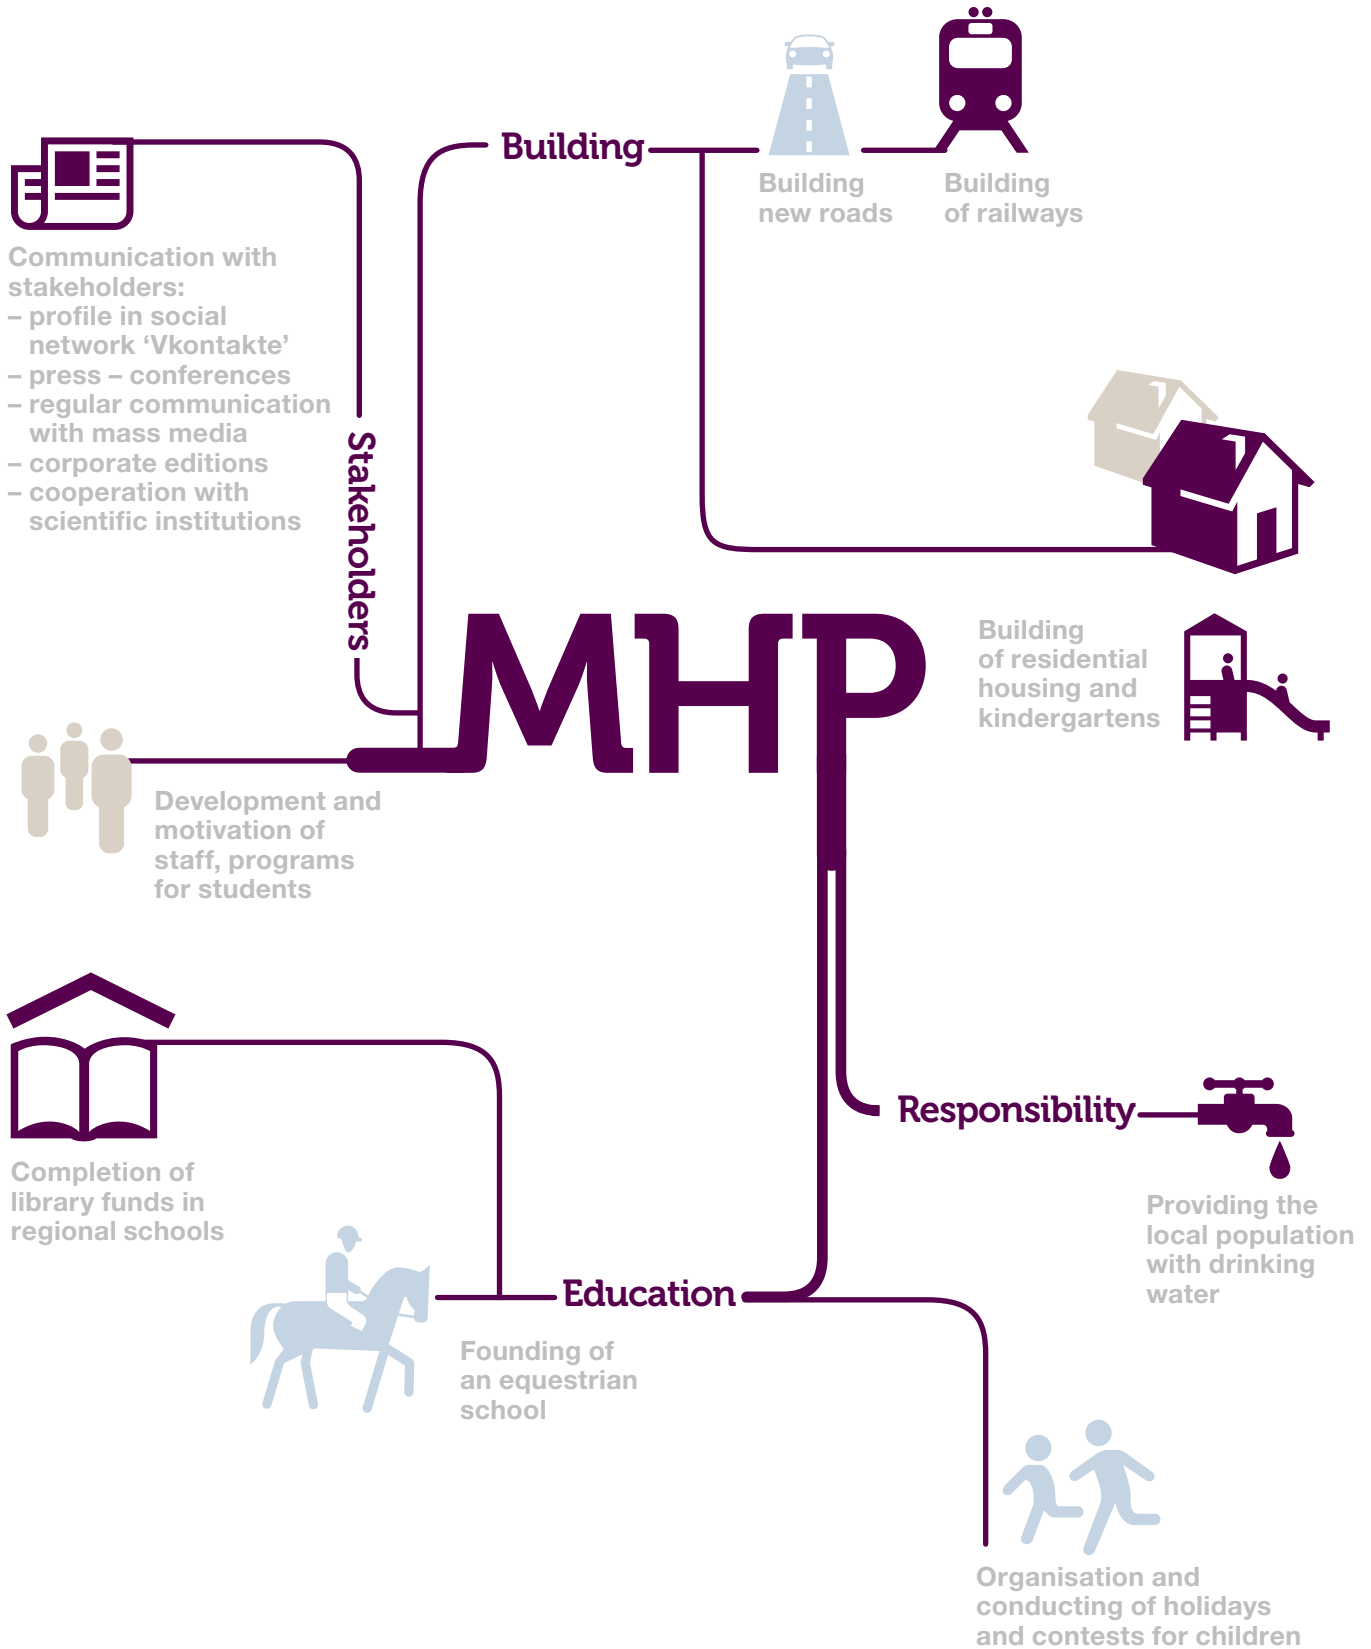 Building
Building
new roads
Building
of railways
Communication with
stakeholders:
– profile in social
network ‘Vkontakte’
– press – conferences
– regular communication
with mass media
– corporate editions
– cooperation with
scientific institutions
Stakeholders
MHP
Building
of residential
housing and
kindergartens
Development and
motivation of
staff, programs
for students
Completion of
library funds in
regional schools
Responsibility
Providing the
local population
with drinking
water
Education
Founding of
an equestrian
school
Organisation and
conducting of holidays
and contests for children